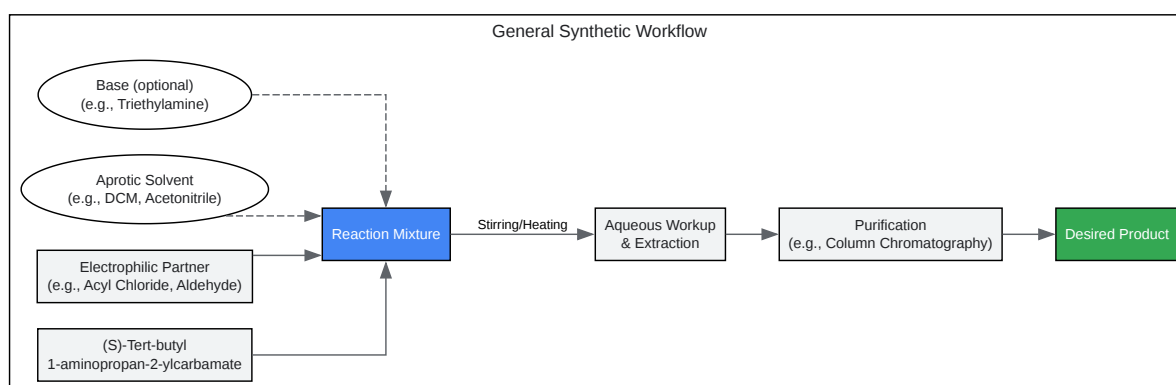 General Synthetic Workflow
Base (optional)
(e.g., Triethylamine)
Aprotic Solvent
(e.g., DCM, Acetonitrile)
Electrophilic Partner
(e.g., Acyl Chloride, Aldehyde)
(S)-Tert-butyl
1-aminopropan-2-ylcarbamate
Reaction Mixture
Stirring/Heating
Aqueous Workup
& Extraction
Purification
(e.g., Column Chromatography)
Desired Product